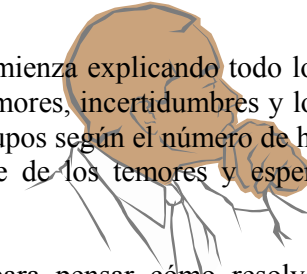 mienza explicando todo lo
mores, incertidumbres y lo
upos según el número de h
e de los temores y esper
para pensar cómo resolv